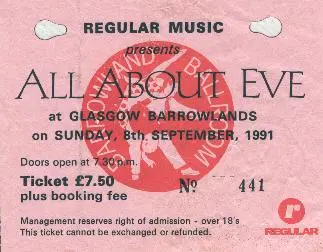 REGULAR MUSIC
presents
ALL ABOUT EVE
BARROWLAND BALLROOM
at GLASGOW BARROWLANDS
on SUNDAY, 8th SEPTEMBER, 1991
Doors open at 7.30 p.m.
Ticket £7.50
plus booking fee
Nº 441
Management reserves right of admission - over 18's
This ticket cannot be exchanged or refunded.
r
REGULAR